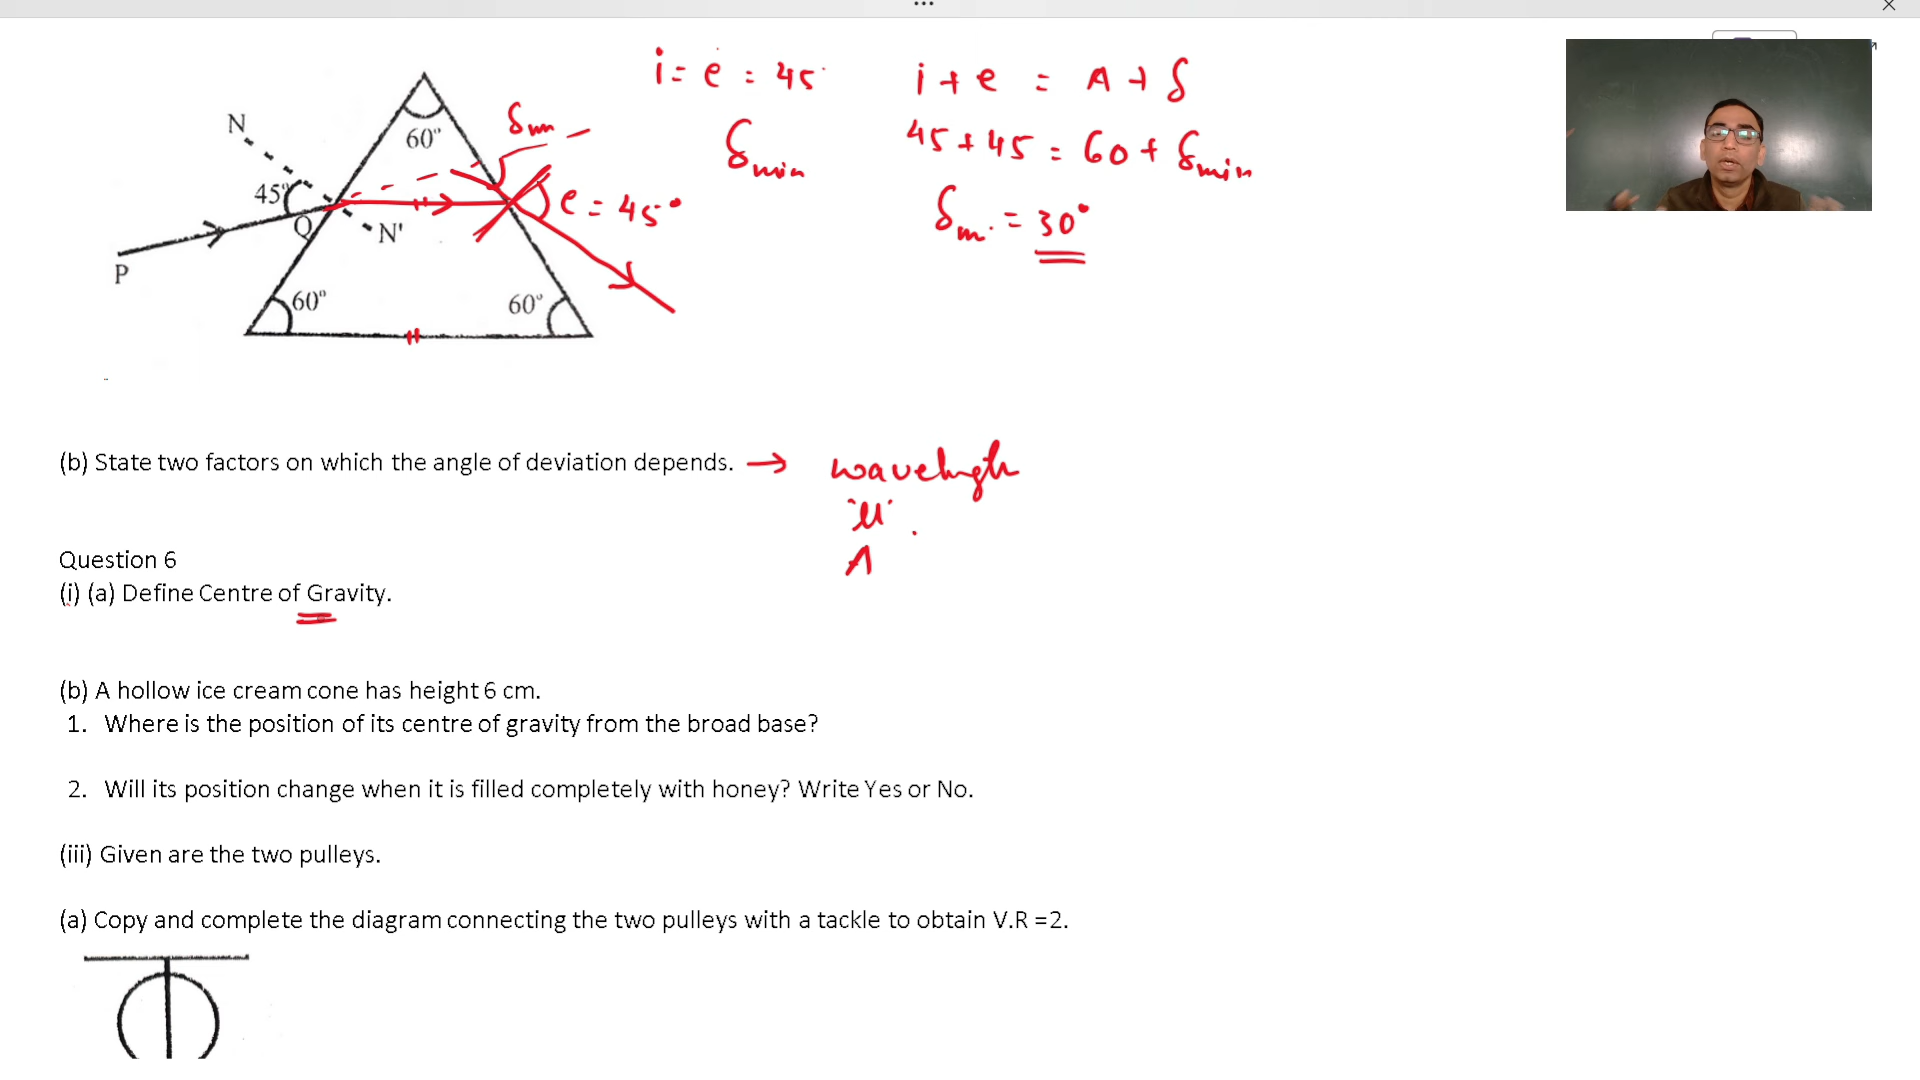 i = e = 45°
i + e = A + δ
δmin
45 + 45 = 60 + δmin
δm. = 30°
N
60°
δm
45°
Q
N'
e = 45°
P
60°
60°
(b) State two factors on which the angle of deviation depends. → wavelength
'μ'
A
Question 6
(i) (a) Define Centre of Gravity.
(b) A hollow ice cream cone has height 6 cm.
1. Where is the position of its centre of gravity from the broad base?
2. Will its position change when it is filled completely with honey? Write Yes or No.
(iii) Given are the two pulleys.
(a) Copy and complete the diagram connecting the two pulleys with a tackle to obtain V.R =2.